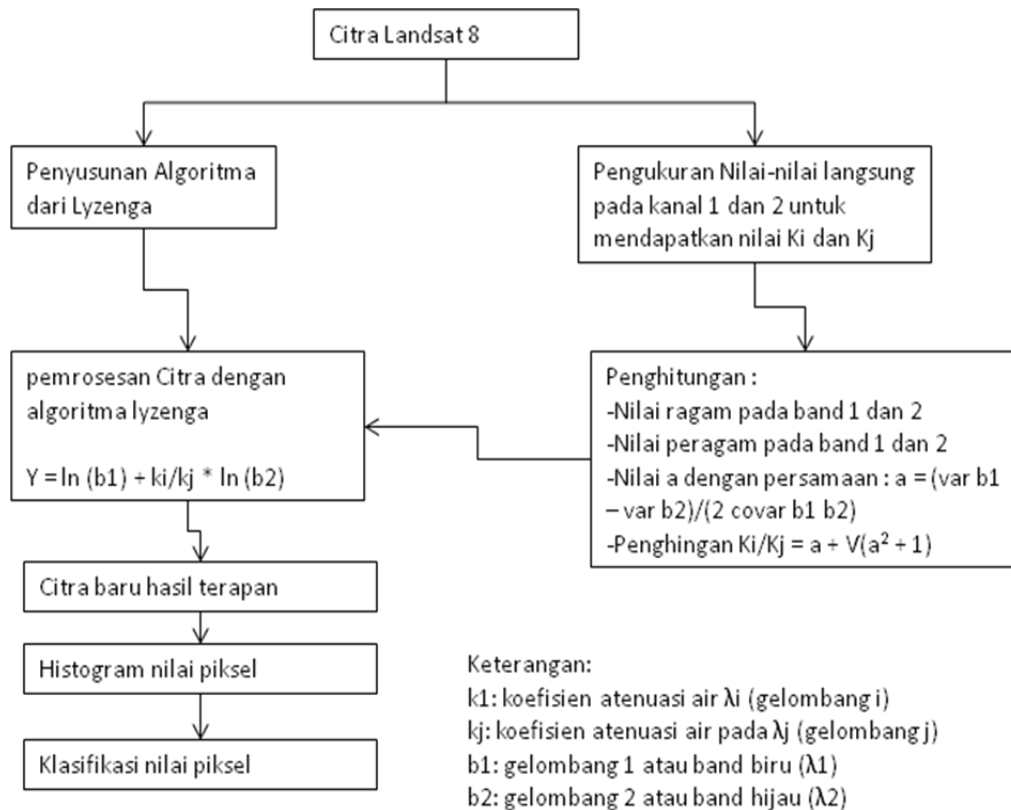 Citra Landsat 8
Penyusunan Algoritma
dari Lyzenga
Pengukuran Nilai-nilai langsung
pada kanal 1 dan 2 untuk
mendapatkan nilai Ki dan Kj
pemrosesan Citra dengan
algoritma lyzenga
Y = ln (b1) + ki/kj * ln (b2)
Penghitungan :
-Nilai ragam pada band 1 dan 2
-Nilai peragam pada band 1 dan 2
-Nilai a dengan persamaan : a = (var b1
– var b2)/(2 covar b1 b2)
-Penghingan Ki/Kj = a + V(a² + 1)
Citra baru hasil terapan
Histogram nilai piksel
Klasifikasi nilai piksel
Keterangan:
k1: koefisien atenuasi air λi (gelombang i)
kj: koefisien atenuasi air pada λj (gelombang j)
b1: gelombang 1 atau band biru (λ1)
b2: gelombang 2 atau band hijau (λ2)